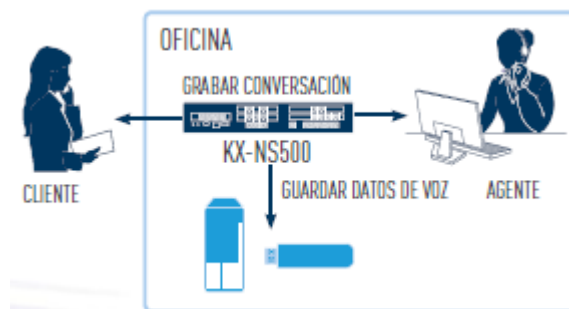 OFICINA
GRABAR CONVERSACIÓN
KX-NS500
CLIENTE
GUARDAR DATOS DE VOZ
AGENTE